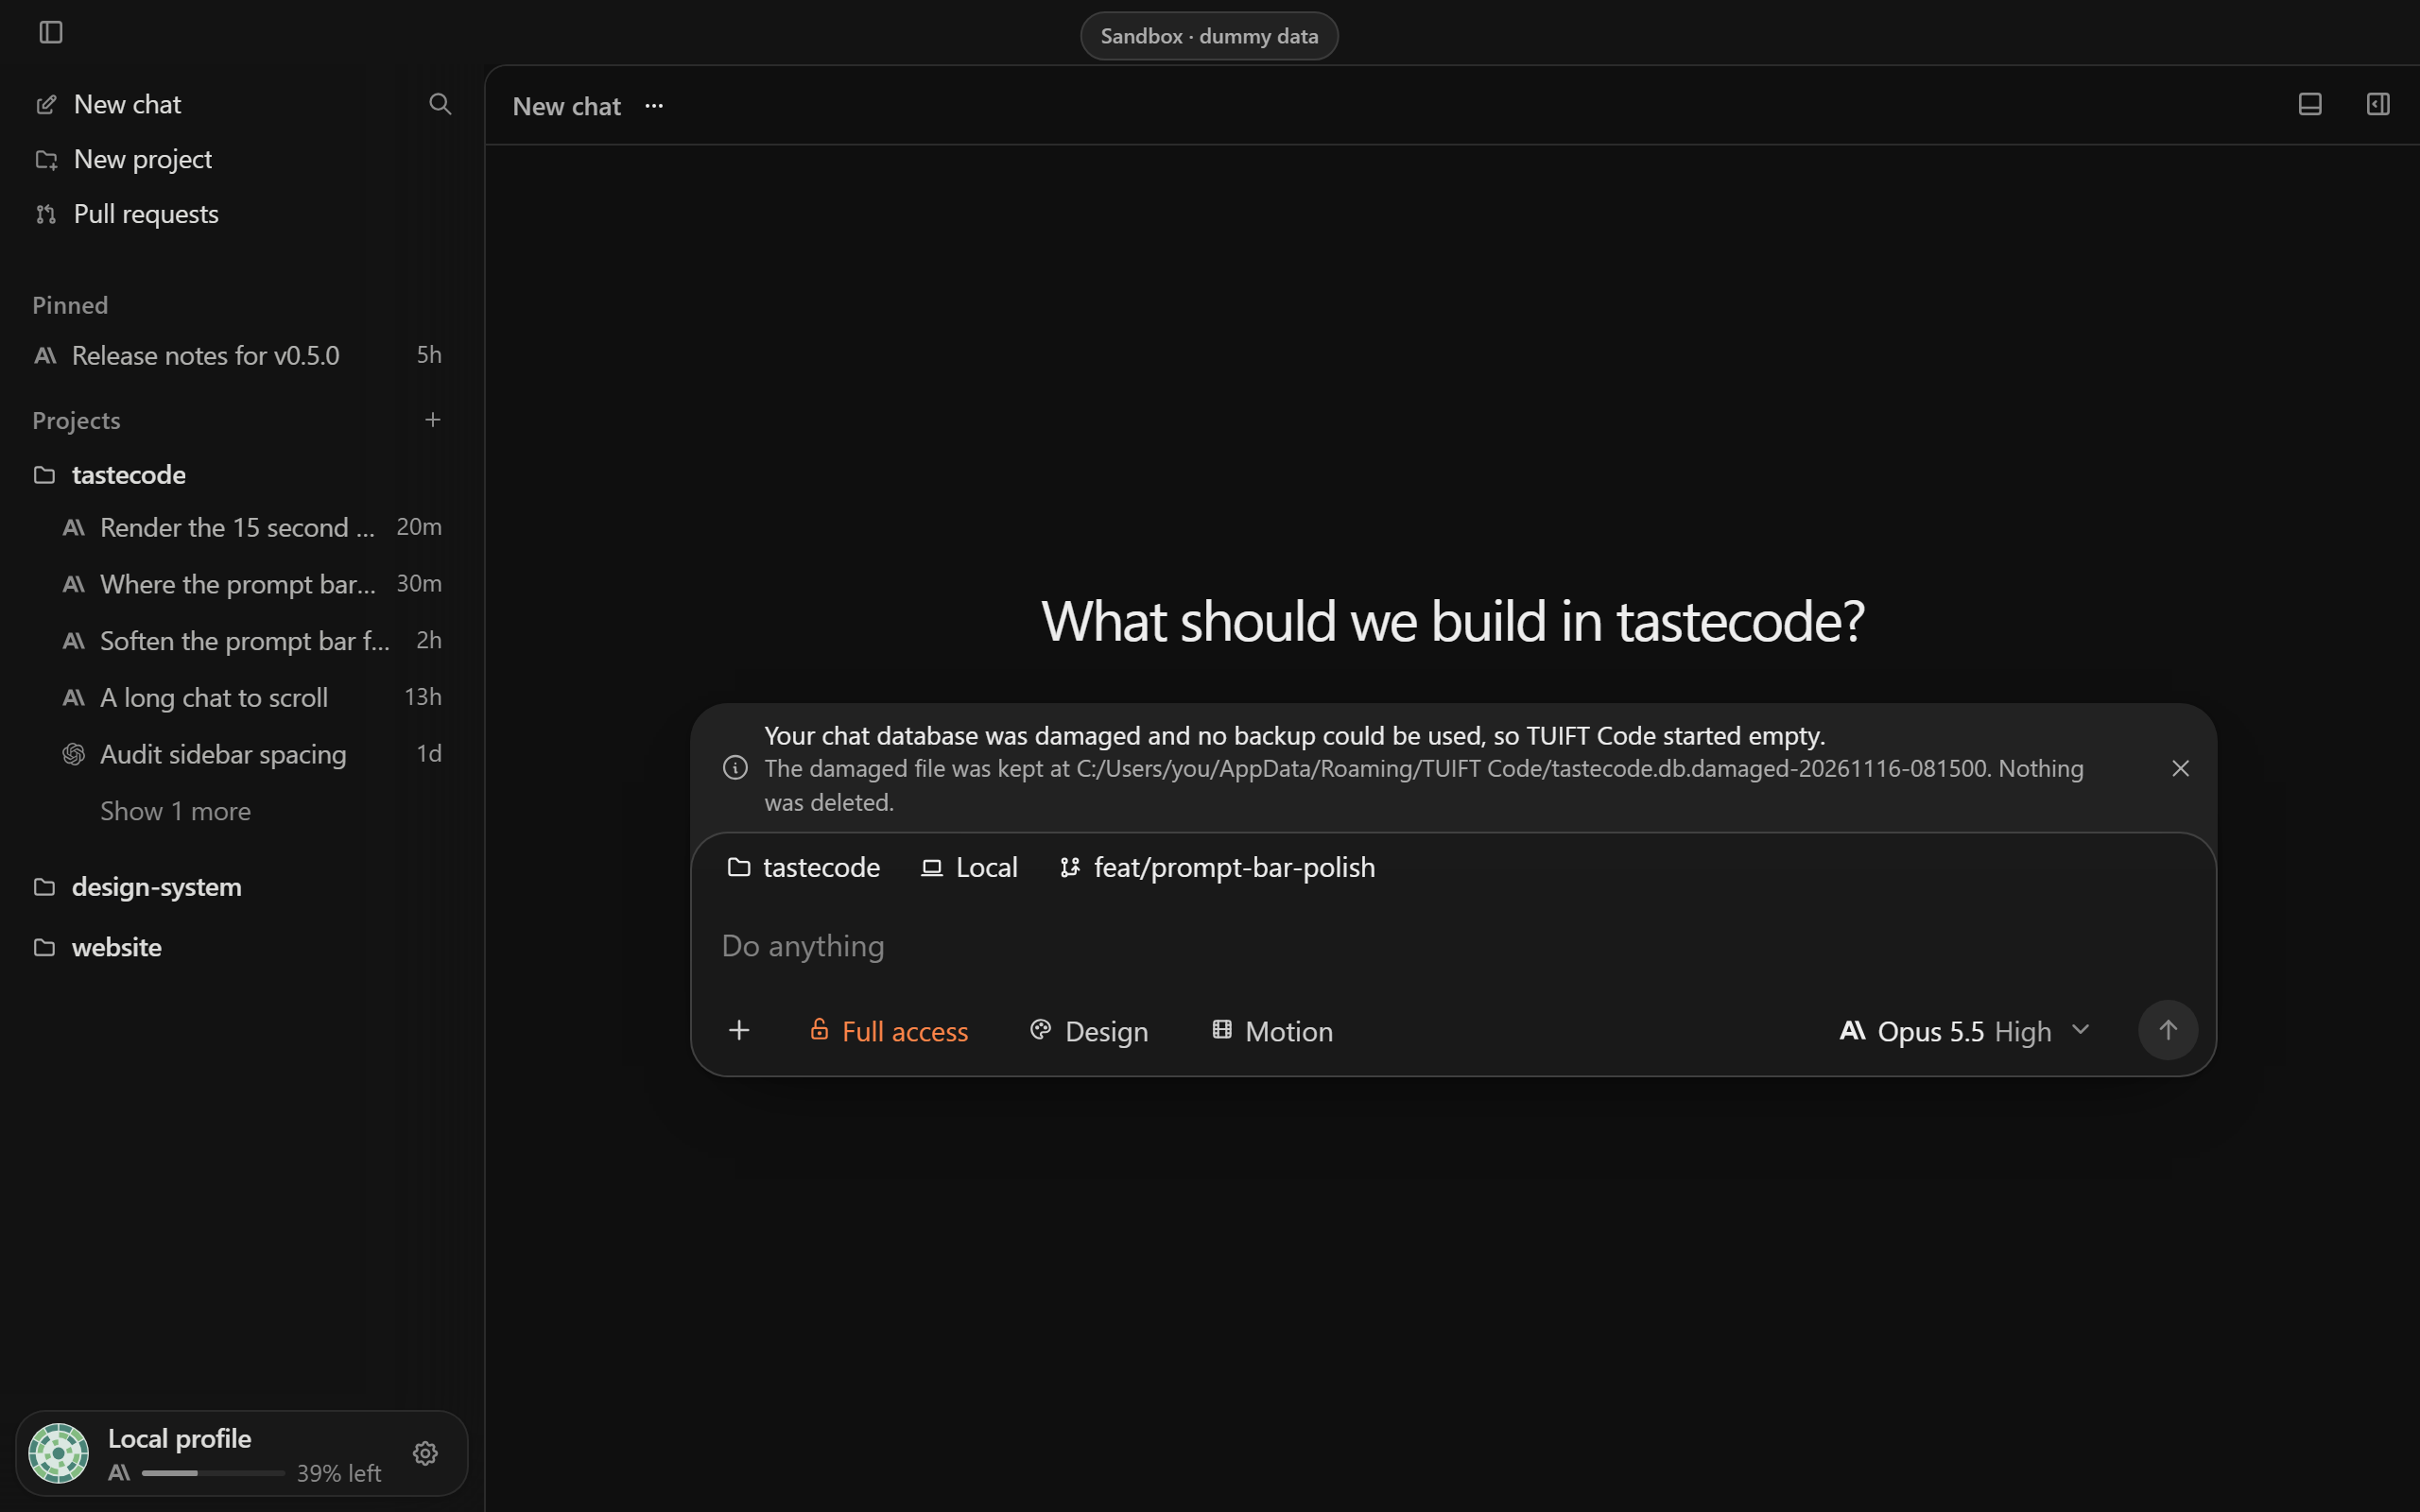 Sandbox · dummy data
New chat
New project
Pull requests
Pinned
Release notes for v0.5.0 5h
Projects
tastecode
Render the 15 second ... 20m
Where the prompt bar... 30m
Soften the prompt bar f... 2h
A long chat to scroll 13h
Audit sidebar spacing 1d
Show 1 more
design-system
website
Local profile
39% left
New chat
What should we build in tastecode?
Your chat database was damaged and no backup could be used, so TUIFT Code started empty.
The damaged file was kept at C:/Users/you/AppData/Roaming/TUIFT Code/tastecode.db.damaged-20261116-081500. Nothing
was deleted.
tastecode Local feat/prompt-bar-polish
Do anything
Full access Design Motion Opus 5.5 High